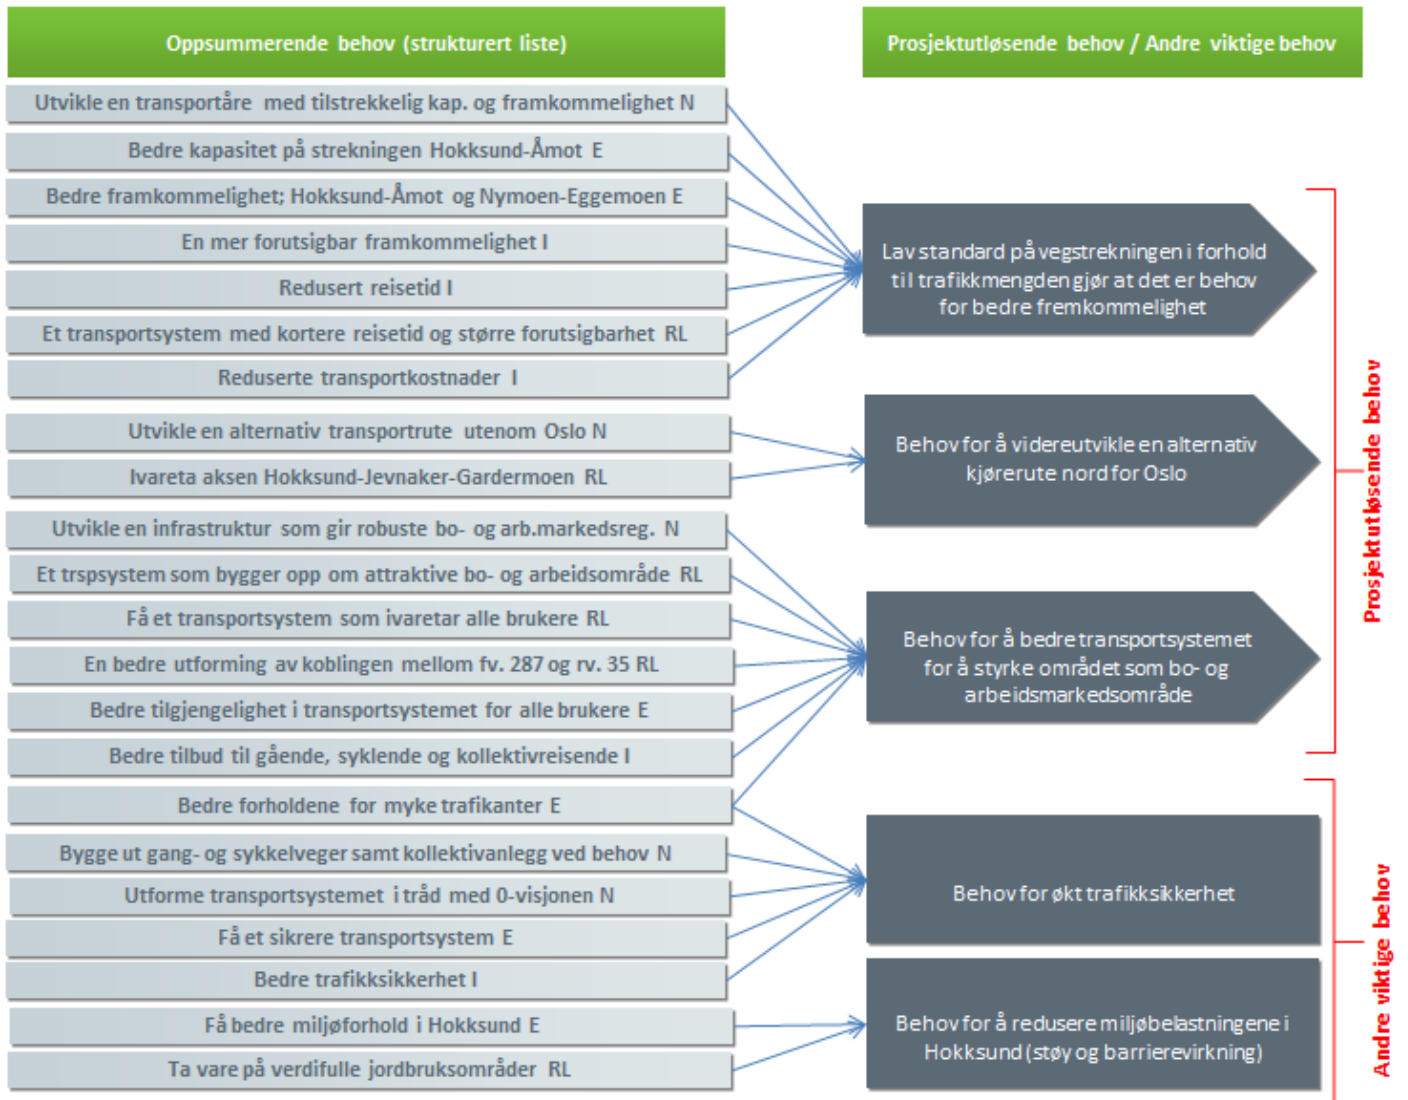 Oppsummerende behov (strukturert liste)
Prosjektutløsende behov / Andre viktige behov
Utvikle en transportåre med tilstrekkelig kap. og framkommelighet N
Bedre kapasitet på strekningen Hokksund-Åmot E
Bedre framkommelighet; Hokksund-Åmot og Nymoen-Eggemoen E
En mer forutsigbar framkommelighet I
Redusert reisetid I
Et transportsystem med kortere reisetid og større forutsigbarhet RL
Reduserte transportkostnader I
Utvikle en alternativ transportrute utenom Oslo N
Ivareta aksen Hokksund-Jevnaker-Gardermoen RL
Utvikle en infrastruktur som gir robuste bo- og arb.markedsreg. N
Et trspsystem som bygger opp om attraktive bo- og arbeidsområde RL
Få et transportsystem som ivaretar alle brukere RL
En bedre utforming av koblingen mellom fv. 287 og rv. 35 RL
Bedre tilgjengelighet i transportsystemet for alle brukere E
Bedre tilbud til gående, syklende og kollektivreisende I
Bedre forholdene for myke trafikanter E
Bygge ut gang- og sykkelveger samt kollektivanlegg ved behov N
Utforme transportsystemet i tråd med 0-visjonen N
Få et sikrere transportsystem E
Bedre trafikksikkerhet I
Få bedre miljøforhold i Hokksund E
Ta vare på verdifulle jordbruksområder RL
Lav standard på vegstrekningen i forhold
til trafikkmengden gjør at det er behov
for bedre fremkommelighet
Behov for å videreutvikle en alternativ
kjørerute nord for Oslo
Behov for å bedre transportsystemet
for å styrke området som bo- og
arbeidsmarkedsområde
Behov for økt trafikksikkerhet
Behov for å redusere miljøbelastningene i
Hokksund (støy og barrierevirkning)
Prosjektutløsende behov
Andre viktige behov